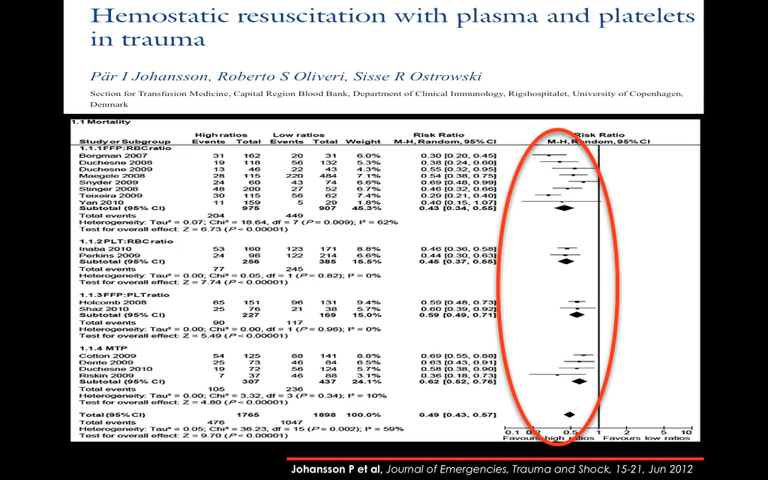 Hemostatic resuscitation with plasma and platelets
in trauma
Pär I Johansson, Roberto S Oliveri, Sisse R Ostrowski
Section for Transfusion Medicine, Capital Region Blood Bank, Department of Clinical Immunology, Rigshospitalet, University of Copenhagen,
Denmark
1.1 Mortality
High ratios Low ratios Risk Ratio Risk Ratio
Study or Subgroup Events Total Events Total Weight M-H, Random, 95% CI M-H, Random, 95% CI
1.1.1 FFP:RBC ratio
Borgman 2007 31 162 20 31 6.0% 0.30 [0.20, 0.45]
Duchesne 2008 19 118 56 132 5.3% 0.38 [0.24, 0.60]
Duchesne 2009 13 46 22 43 4.1% 0.55 [0.32, 0.95]
Maegele 2008 28 115 220 484 7.1% 0.54 [0.38, 0.75]
Snyder 2009 24 60 43 74 6.3% 0.69 [0.48, 0.99]
Stinger 2008 48 200 27 52 6.4% 0.46 [0.32, 0.66]
Teixeira 2009 30 115 56 62 7.9% 0.29 [0.21, 0.40]
Yan 2010 11 159 5 29 2.0% 0.40 [0.15, 1.07]
Subtotal (95% CI) 975 907 45.3% 0.43 [0.34, 0.55]
Total events 204 449
Heterogeneity: Tau² = 0.07; Chi² = 18.64, df = 7 (P = 0.009); I² = 62%
Test for overall effect: Z = 6.73 (P < 0.00001)
1.1.2 PLT:RBC ratio
Inaba 2010 53 160 123 171 8.8% 0.46 [0.36, 0.58]
Perkins 2009 24 96 122 214 6.7% 0.44 [0.30, 0.63]
Subtotal (95% CI) 256 385 15.5% 0.45 [0.37, 0.55]
Total events 77 245
Heterogeneity: Tau² = 0.00; Chi² = 0.05, df = 1 (P = 0.82); I² = 0%
Test for overall effect: Z = 7.74 (P < 0.00001)
1.1.3 FFP:PLT ratio
Holcomb 2008 65 151 96 131 9.4% 0.59 [0.48, 0.73]
Shaz 2010 25 76 21 38 5.5% 0.60 [0.39, 0.92]
Subtotal (95% CI) 227 169 14.9% 0.59 [0.49, 0.71]
Total events 90 117
Heterogeneity: Tau² = 0.00; Chi² = 0.00, df = 1 (P = 0.96); I² = 0%
Test for overall effect: Z = 5.49 (P < 0.00001)
1.1.4 MTP
Cotton 2009 54 125 88 141 8.8% 0.69 [0.55, 0.88]
Dente 2009 25 73 46 84 6.5% 0.63 [0.43, 0.91]
Duchesne 2010 19 72 56 124 5.7% 0.58 [0.38, 0.90]
Riskin 2009 7 37 46 88 3.1% 0.36 [0.18, 0.73]
Subtotal (95% CI) 307 437 24.1% 0.62 [0.52, 0.76]
Total events 105 236
Heterogeneity: Tau² = 0.00; Chi² = 3.32, df = 3 (P = 0.34); I² = 10%
Test for overall effect: Z = 4.80 (P < 0.00001)
Total (95% CI) 1765 1898 100.0% 0.49 [0.43, 0.57]
Total events 476 1047
Heterogeneity: Tau² = 0.05; Chi² = 36.23, df = 15 (P = 0.002); I² = 59%
Test for overall effect: Z = 9.70 (P < 0.00001)
0.1 0.2 0.5 1 2 5 10
Favours high ratios Favours low ratios
Johansson P et al, Journal of Emergencies, Trauma and Shock, 15-21, Jun 2012